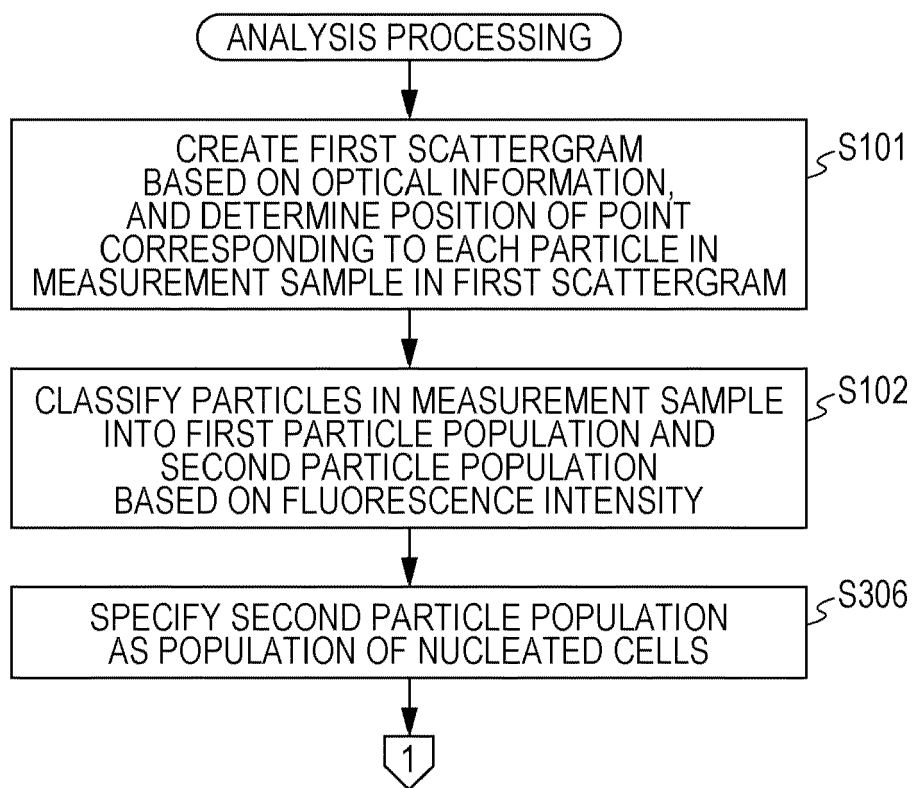 ANALYSIS PROCESSING
CREATE FIRST SCATTERGRAM
BASED ON OPTICAL INFORMATION,
AND DETERMINE POSITION OF POINT
CORRESPONDING TO EACH PARTICLE IN
MEASUREMENT SAMPLE IN FIRST SCATTERGRAM
S101
CLASSIFY PARTICLES IN MEASUREMENT SAMPLE
INTO FIRST PARTICLE POPULATION AND
SECOND PARTICLE POPULATION
BASED ON FLUORESCENCE INTENSITY
S102
SPECIFY SECOND PARTICLE POPULATION
AS POPULATION OF NUCLEATED CELLS
S306
1